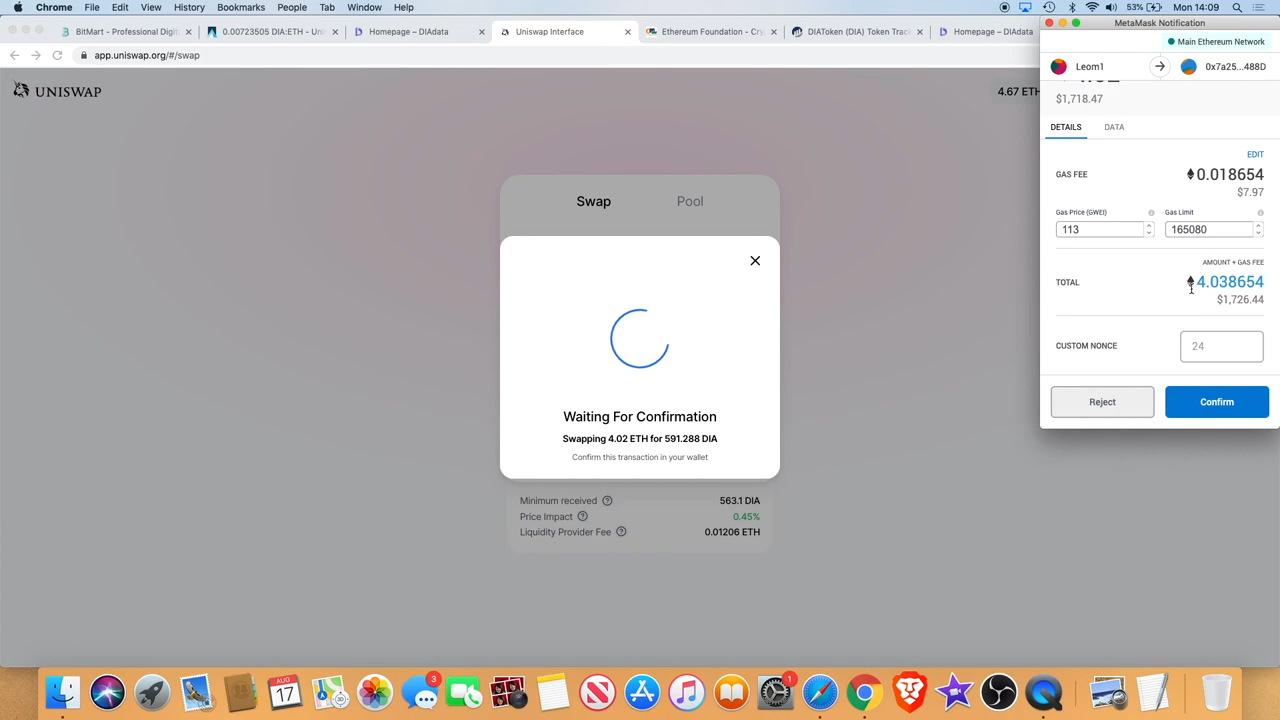 Chrome File Edit View History Bookmarks People Tab Window Help
53% Mon 14:09
BitMart - Professional Digit
0.00723505 DIA:ETH - Uni
Homepage – DIAdata
Uniswap Interface
Ethereum Foundation - Cry
DIAToken (DIA) Token Track
Homepage – DIAdata
app.uniswap.org/#/swap
UNISWAP
4.67 ETH
Swap Pool
Waiting For Confirmation
Swapping 4.02 ETH for 591.288 DIA
Confirm this transaction in your wallet
Minimum received 563.1 DIA
Price Impact 0.45%
Liquidity Provider Fee 0.01206 ETH
MetaMask Notification
Main Ethereum Network
Leom1 0x7a25...488D
$1,718.47
DETAILS DATA
EDIT
GAS FEE 0.018654
$7.97
Gas Price (GWEI) Gas Limit
113 165080
AMOUNT + GAS FEE
TOTAL 4.038654
$1,726.44
CUSTOM NONCE 24
Reject Confirm
3
AUG
17
1